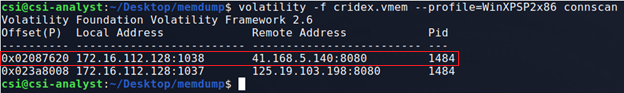 csi@csi-analyst:~/Desktop/memdump$ volatility -f cridex.vmem --profile=WinXPSP2x86 connscan
Volatility Foundation Volatility Framework 2.6
Offset(P)  Local Address             Remote Address            Pid
---------- ------------------------- ------------------------- ---
0x02087620 172.16.112.128:1038       41.168.5.140:8080         1484
0x023a8008 172.16.112.128:1037       125.19.103.198:8080       1484
csi@csi-analyst:~/Desktop/memdump$